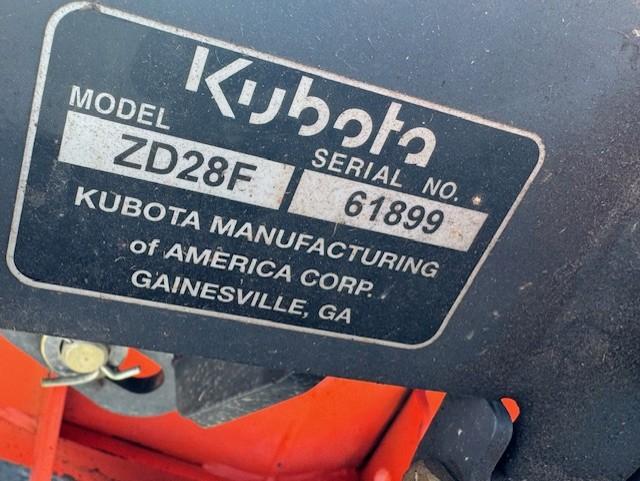 Kubota
MODEL
SERIAL NO.
ZD28F
61899
KUBOTA MANUFACTURING
of AMERICA CORP.
GAINESVILLE, GA